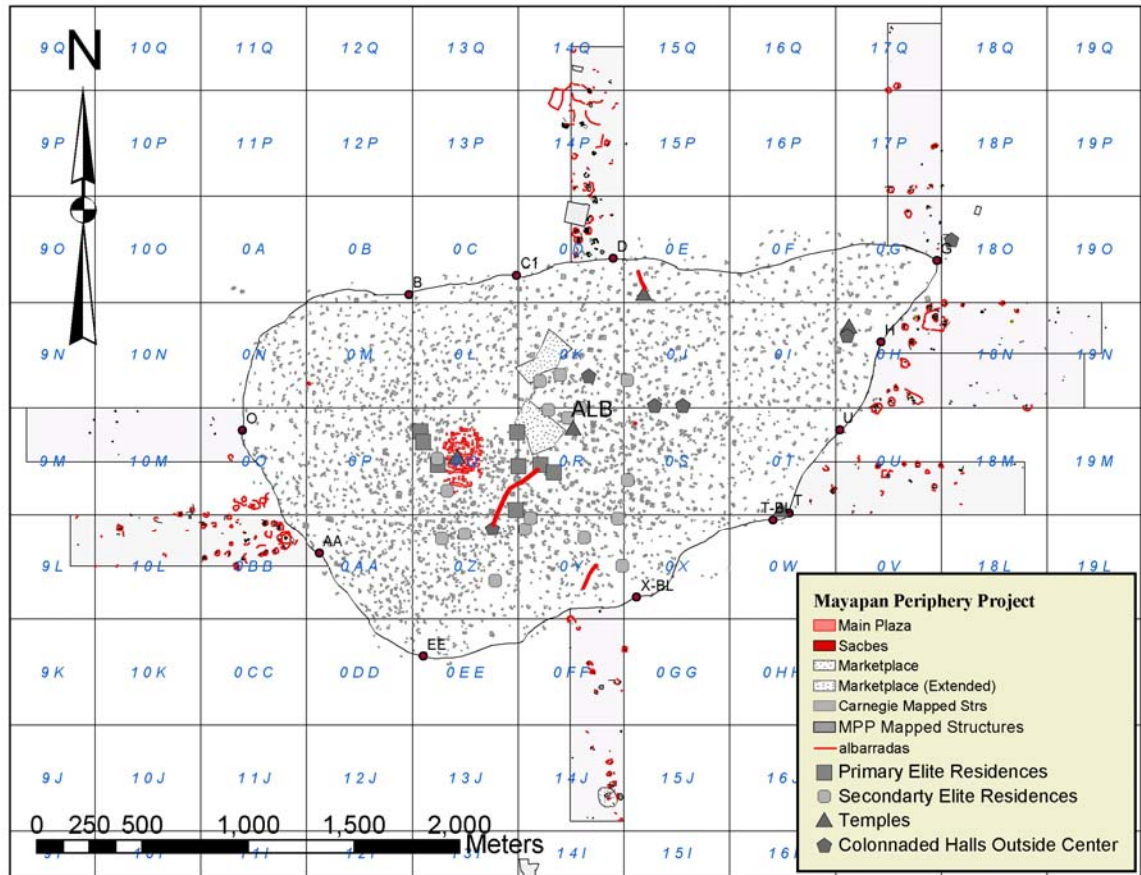 N
9Q 10Q 11Q 12Q 13Q 14Q 15Q 16Q 17Q 18Q 19Q
9P 10P 11P 12P 13P 14P 15P 16P 17P 18P 19P
9O 10O 0A 0B 0C 0D 0E 0F 0G 18O 19O
D
G
C1
B
H
9N 10N 0N 0M 0L 0K 0J 0I 0H 18N 19N
ALB
O
U
9M 10M 0O 0P 0Q 0R 0S 0T 0U 18M 19M
T-BL T
AA
9L 10L 0BB 0AA 0Z 0Y 0X 0W 0V 18L 19L
X-BL
EE
9K 10K 0CC 0DD 0EE 0FF 0GG 0HH
9J 10J 11J 12J 13J 14J 15J 16J
0 250 500 1,000 1,500 2,000
Meters
14I 15I
Mayapan Periphery Project
Main Plaza
Sacbes
Marketplace
Marketplace (Extended)
Carnegie Mapped Strs
MPP Mapped Structures
albarradas
Primary Elite Residences
Secondarty Elite Residences
Temples
Colonnaded Halls Outside Center